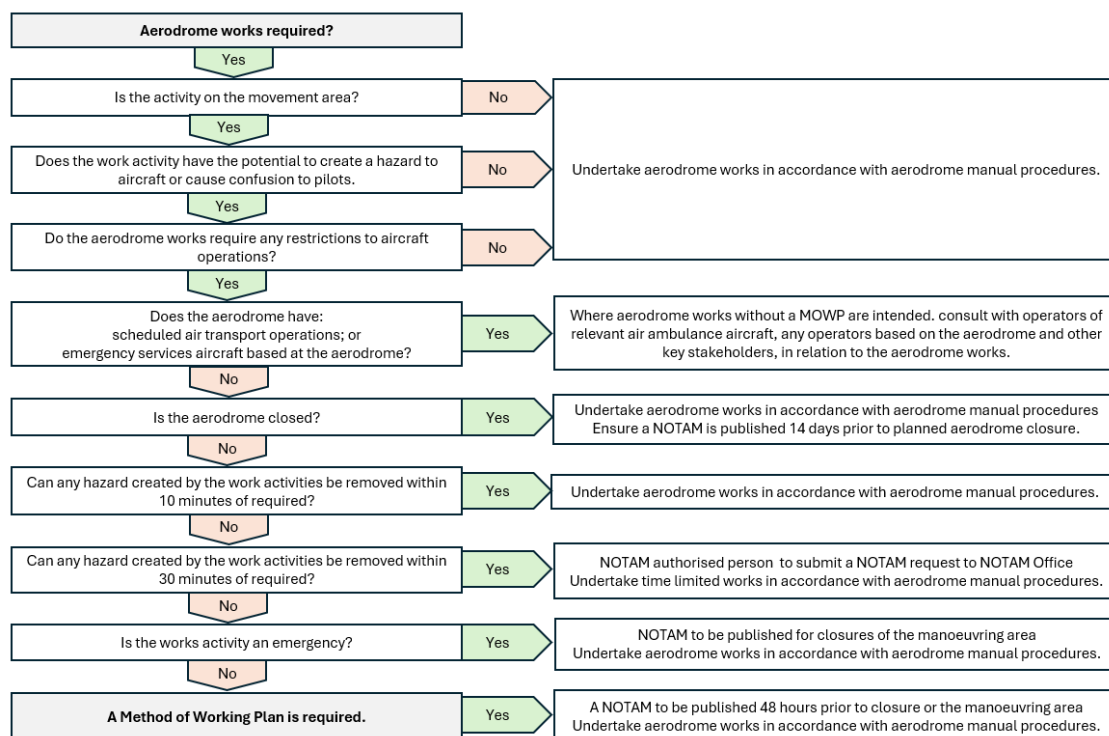 Aerodrome works required?
Yes
Is the activity on the movement area?
No
Undertake aerodrome works in accordance with aerodrome manual procedures.
Yes
Does the work activity have the potential to create a hazard to
aircraft or cause confusion to pilots.
No
Yes
Do the aerodrome works require any restrictions to aircraft
operations?
No
Yes
Does the aerodrome have:
scheduled air transport operations; or
emergency services aircraft based at the aerodrome?
Yes
Where aerodrome works without a MOWP are intended. consult with operators of
relevant air ambulance aircraft, any operators based on the aerodrome and other
key stakeholders, in relation to the aerodrome works.
No
Is the aerodrome closed?
Yes
Undertake aerodrome works in accordance with aerodrome manual procedures
Ensure a NOTAM is published 14 days prior to planned aerodrome closure.
No
Can any hazard created by the work activities be removed within
10 minutes of required?
Yes
Undertake aerodrome works in accordance with aerodrome manual procedures.
No
Can any hazard created by the work activities be removed within
30 minutes of required?
Yes
NOTAM authorised person to submit a NOTAM request to NOTAM Office
Undertake time limited works in accordance with aerodrome manual procedures.
No
Is the works activity an emergency?
Yes
NOTAM to be published for closures of the manoeuvring area
Undertake aerodrome works in accordance with aerodrome manual procedures.
No
A Method of Working Plan is required.
Yes
A NOTAM to be published 48 hours prior to closure or the manoeuvring area
Undertake aerodrome works in accordance with aerodrome manual procedures.